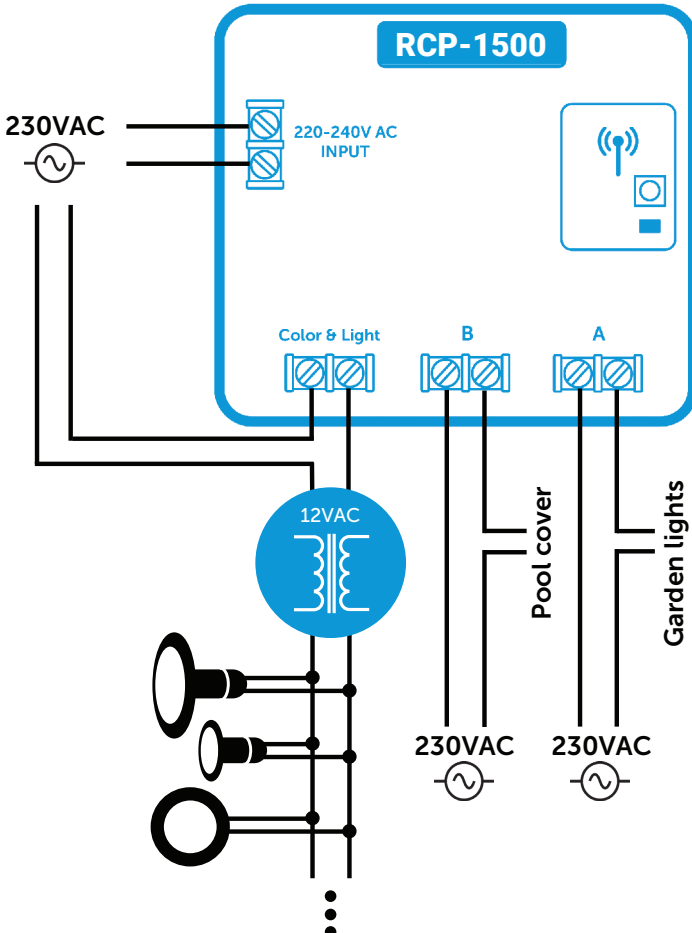 RCP-1500
230VAC
220-240V AC
INPUT
Color & Light
B
A
12VAC
Pool cover
Garden lights
230VAC
230VAC